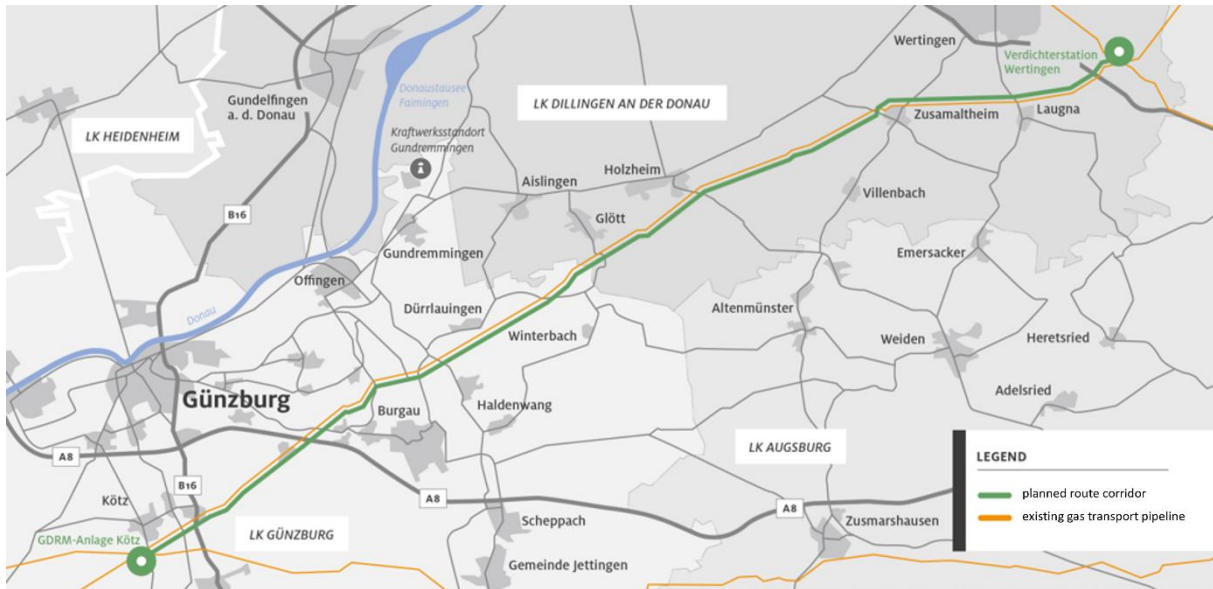 Wertingen
Verdichterstation
Wertingen
Donaustausee
Faimingen
Gundelfingen
a. d. Donau
LK DILLINGEN AN DER DONAU
LK HEIDENHEIM
Kraftwerksstandort
Gundremmingen
Zusamaltheim
Laugna
Holzheim
Aislingen
Villenbach
B16
Glött
Gundremmingen
Emersacker
Offingen
Donau
Dürrlauingen
Altenmünster
Winterbach
Weiden
Heretsried
Günzburg
Burgau
Haldenwang
Adelsried
LK AUGSBURG
A8
B16
Kötz
A8
A8
Scheppach
Zusmarshausen
GDRM-Anlage Kötz
LK GÜNZBURG
Gemeinde Jettingen
LEGEND
planned route corridor
existing gas transport pipeline